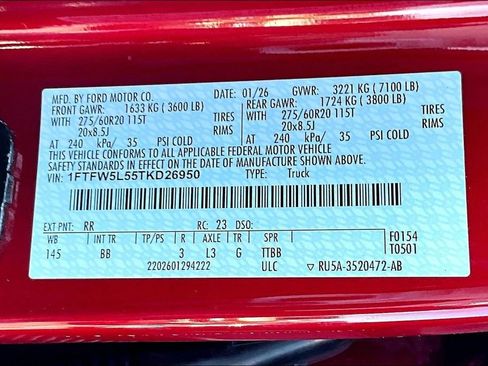 MFD. BY FORD MOTOR CO. 01/26 GVWR: 3221 KG ( 7100 LB)
FRONT GAWR: 1633 KG ( 3600 LB) REAR GAWR: 1724 KG ( 3800 LB)
WITH 275/60R20 115T TIRES WITH 275/60R20 115T TIRES
20x8.5J RIMS 20x8.5J RIMS
AT 240 kPa/ 35 PSI COLD AT 240 kPa/ 35 PSI COLD
THIS VEHICLE CONFORMS TO ALL APPLICABLE FEDERAL MOTOR VEHICLE
SAFETY STANDARDS IN EFFECT ON THE DATE OF MANUFACTURE SHOWN ABOVE.
VIN: 1FTFW5L55TKD26950 TYPE: Truck
EXT PNT: RR RC: 23 DSO: F0154
WB INT TR TP/PS R AXLE TR SPR T0501
145 BB 3 L3 G TTBB
2202601294222 ULC ▽ RU5A-3520472-AB